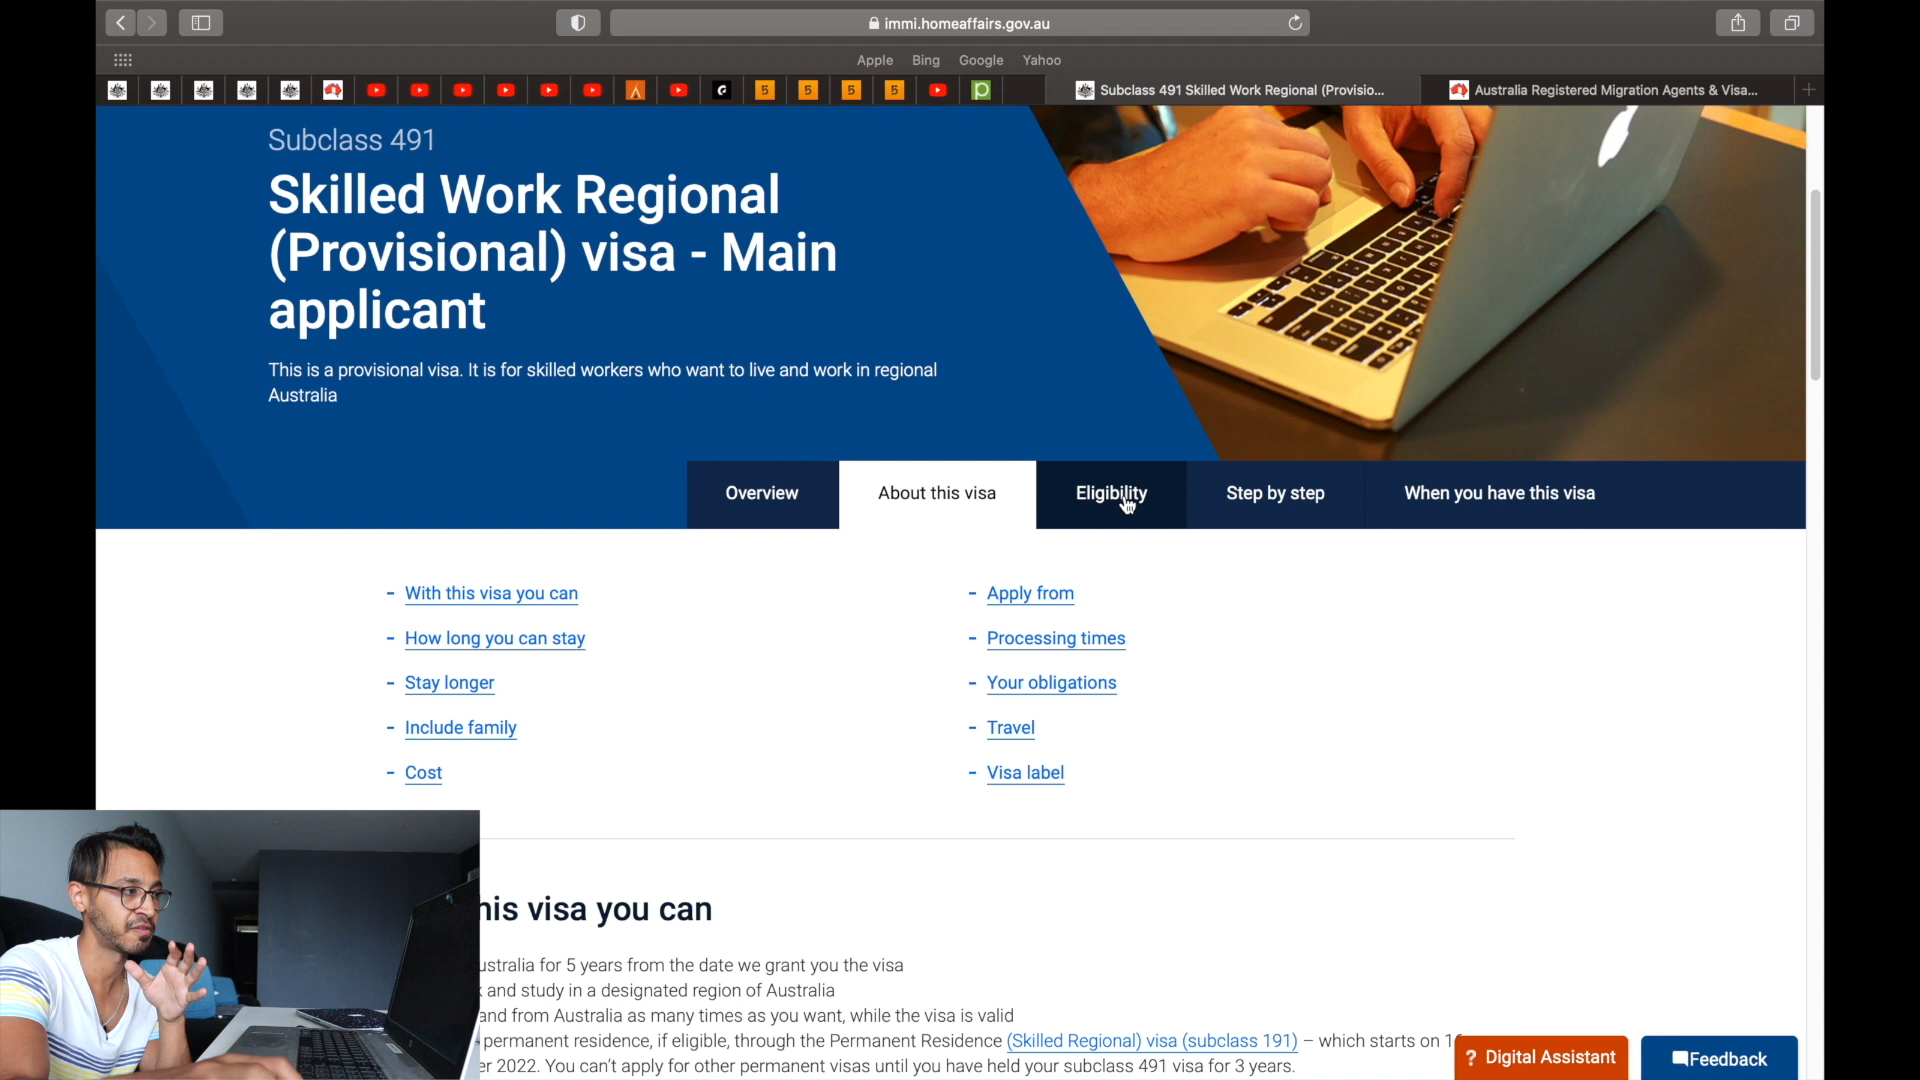 immi.homeaffairs.gov.au
Apple Bing Google Yahoo
5 5 5 5
Subclass 491 Skilled Work Regional (Provisio...
Australia Registered Migration Agents & Visa...
Subclass 491
Skilled Work Regional
(Provisional) visa - Main
applicant
This is a provisional visa. It is for skilled workers who want to live and work in regional
Australia
Overview
About this visa
Eligibility
Step by step
When you have this visa
- With this visa you can
- How long you can stay
- Stay longer
- Include family
- Cost
- Apply from
- Processing times
- Your obligations
- Travel
- Visa label
his visa you can
ustralia for 5 years from the date we grant you the visa
and study in a designated region of Australia
and from Australia as many times as you want, while the visa is valid
permanent residence, if eligible, through the Permanent Residence (Skilled Regional) visa (subclass 191) – which starts on
er 2022. You can't apply for other permanent visas until you have held your subclass 491 visa for 3 years.
? Digital Assistant
Feedback